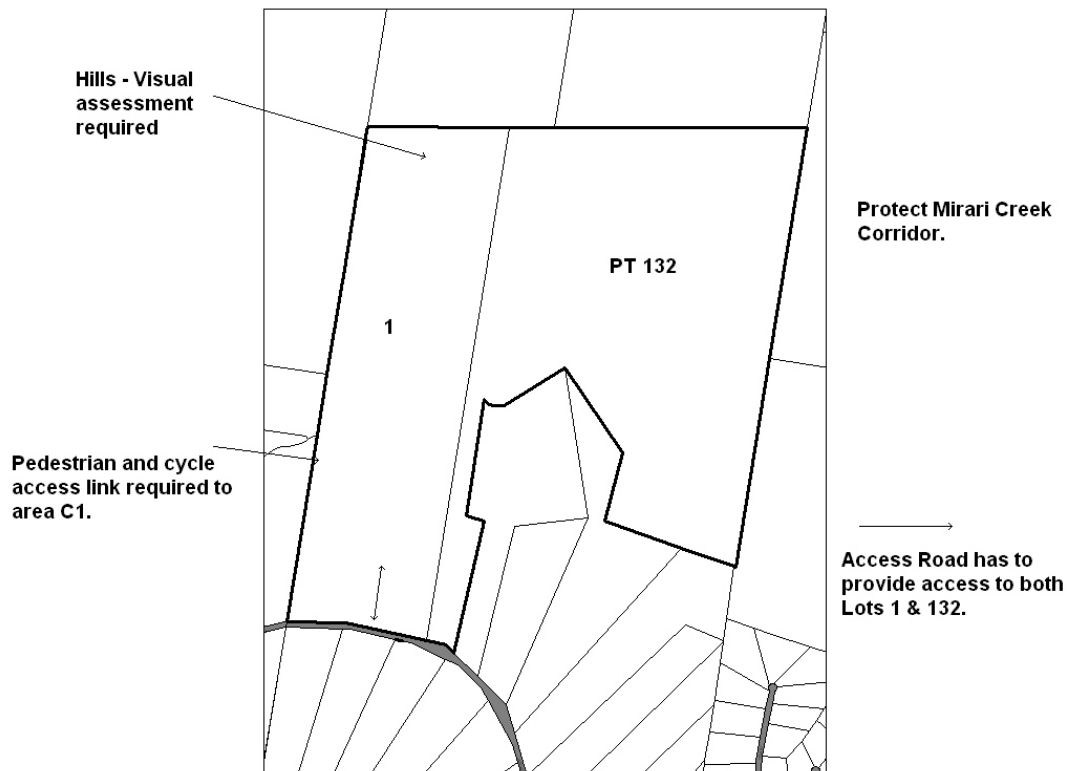 Hills - Visual
assessment
required
Protect Mirari Creek
Corridor.
PT 132
1
Pedestrian and cycle
access link required to
area C1.
Access Road has to
provide access to both
Lots 1 & 132.